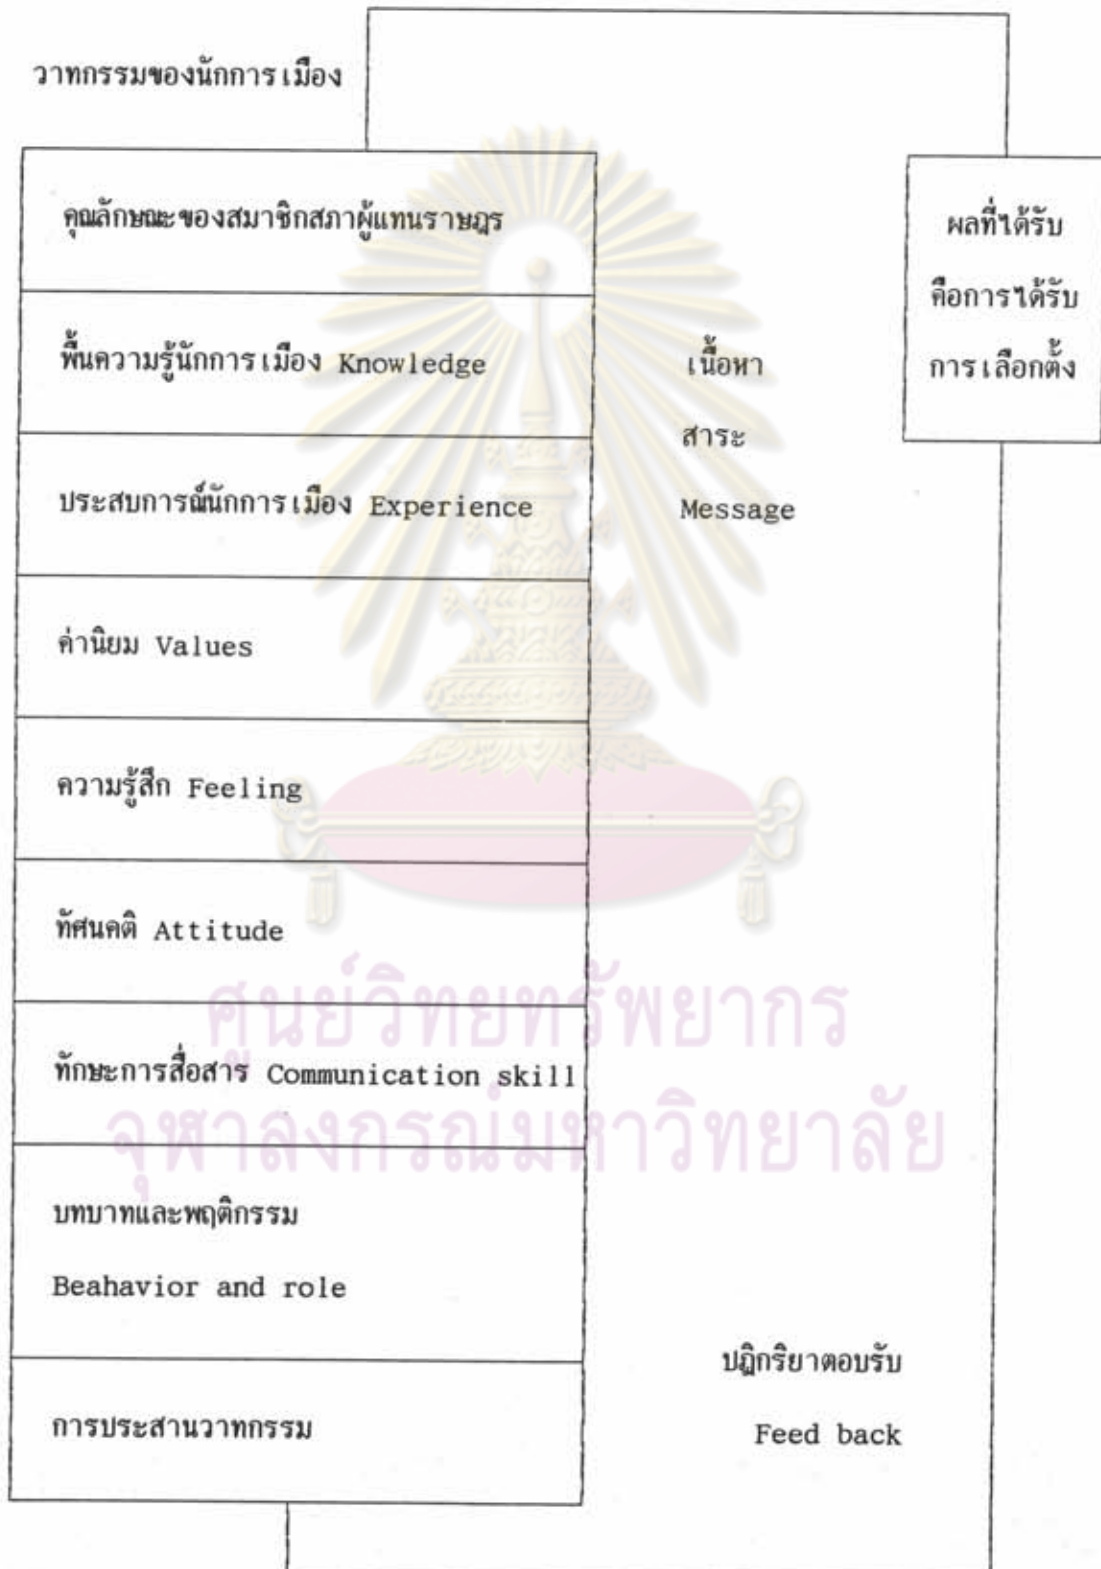 วาทกรรมของนักการเมือง
คุณลักษณะของสมาชิกสภาผู้แทนราษฎร
พื้นความรู้นักการเมือง Knowledge
ประสบการณ์นักการเมือง Experience
ค่านิยม Values
ความรู้สึก Feeling
ทัศนคติ Attitude
ทักษะการสื่อสาร Communication skill
บทบาทและพฤติกรรม
Beahavior and role
การประสานวาทกรรม
เนื้อหา
สาระ
Message
ผลที่ได้รับ
คือการได้รับ
การเลือกตั้ง
ปฏิกริยาตอบรับ
Feed back
ศูนย์วิทยทรัพยากร
จุฬาลงกรณ์มหาวิทยาลัย